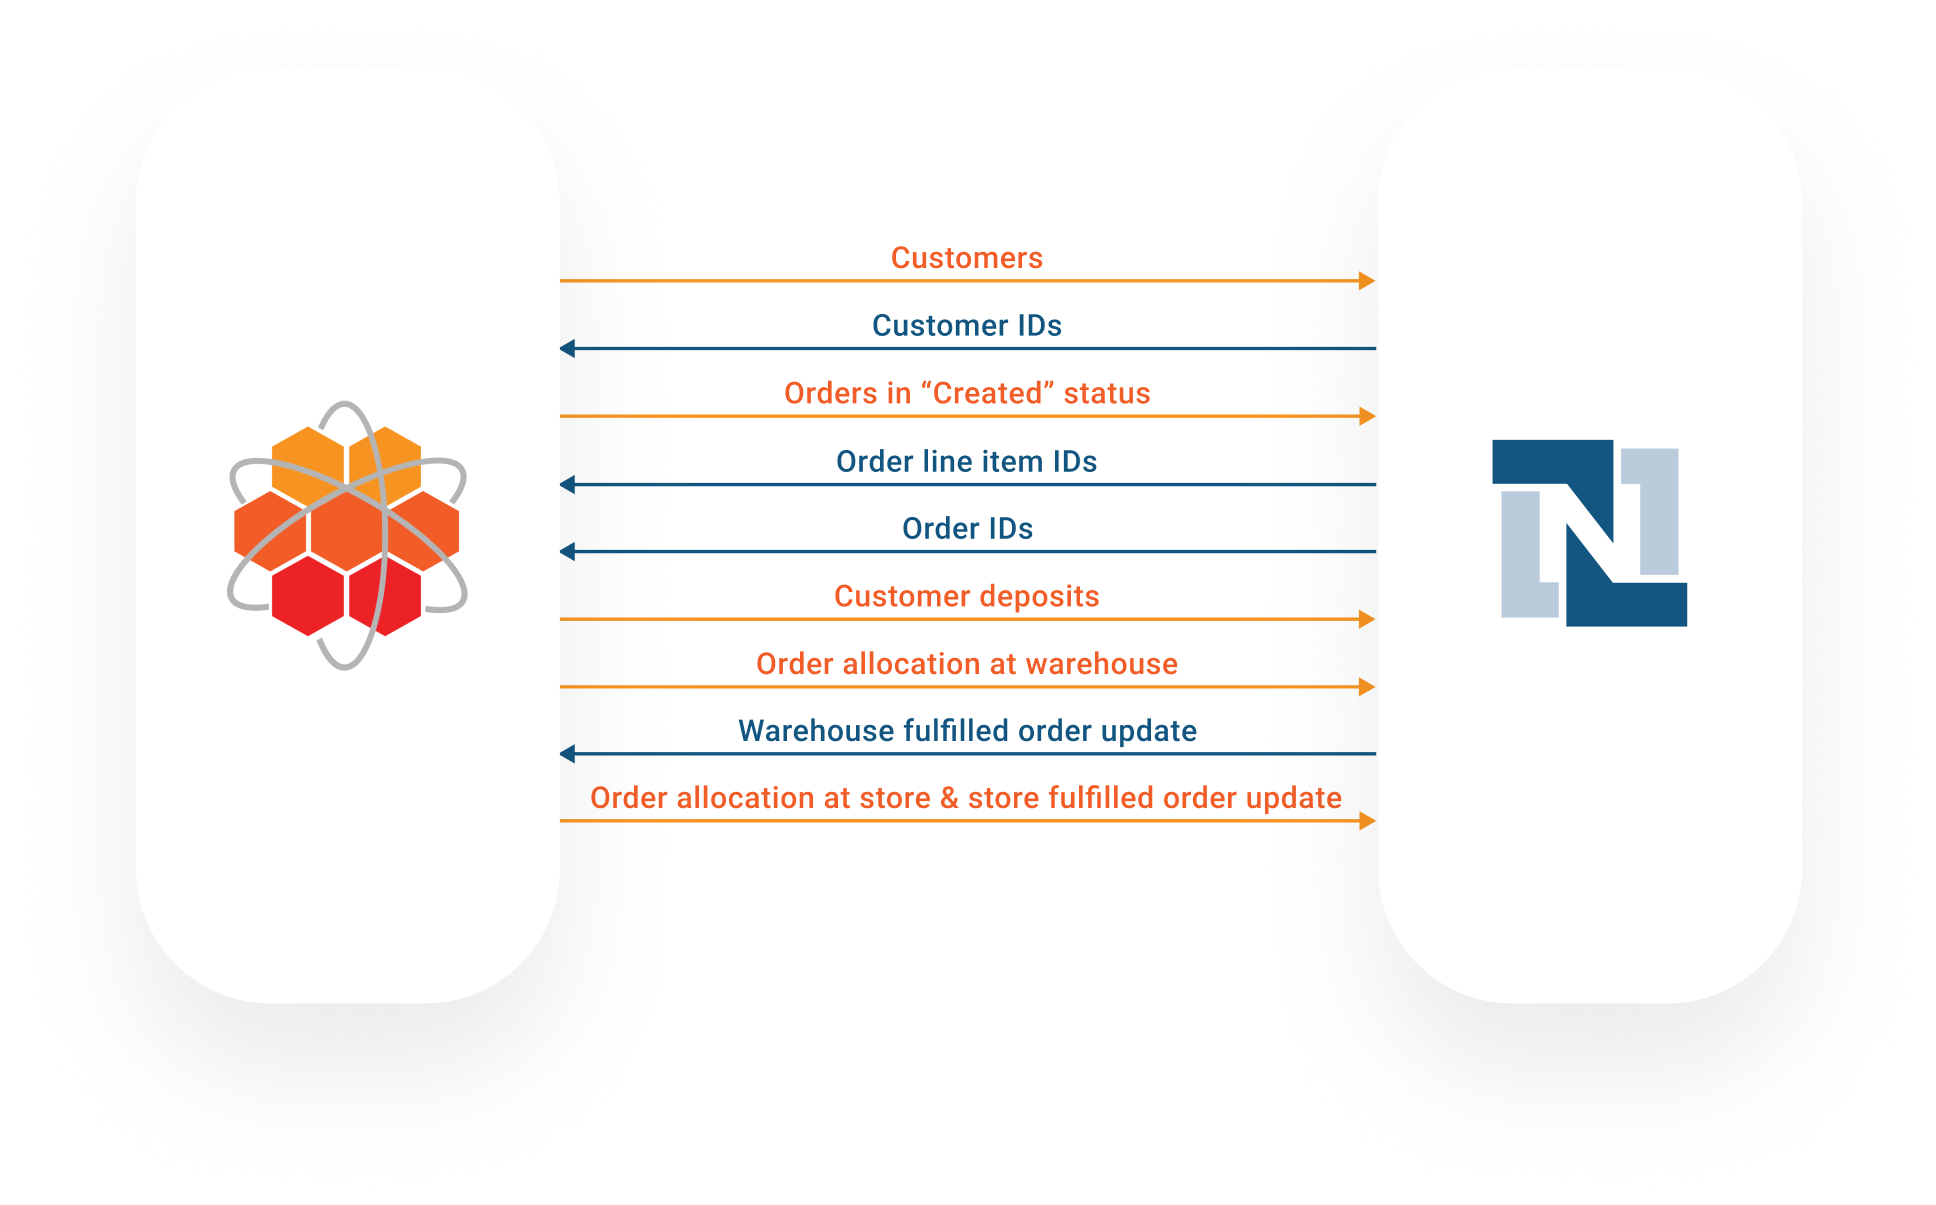 Customers
Customer IDs
Orders in “Created” status
Order line item IDs
Order IDs
Customer deposits
Order allocation at warehouse
Warehouse fulfilled order update
Order allocation at store & store fulfilled order update